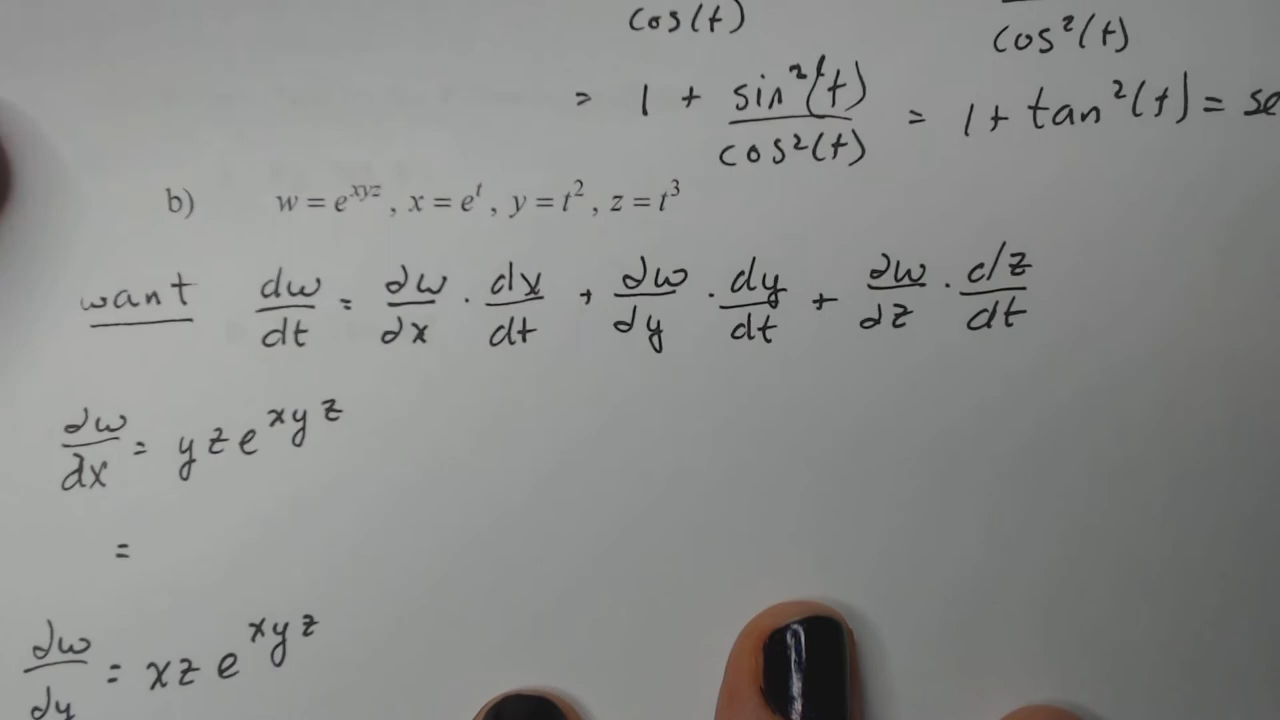 cos(t) cos²(t)
= 1 + sin²(t)/cos²(t) = 1 + tan²(t) = se
b) w = e^{xyz}, x = e^t, y = t², z = t³
want dw/dt = ∂w/∂x · dx/dt + ∂w/∂y · dy/dt + ∂w/∂z · dz/dt
∂w/∂x = yze^{xyz}
=
∂w/∂y = xze^{xyz}